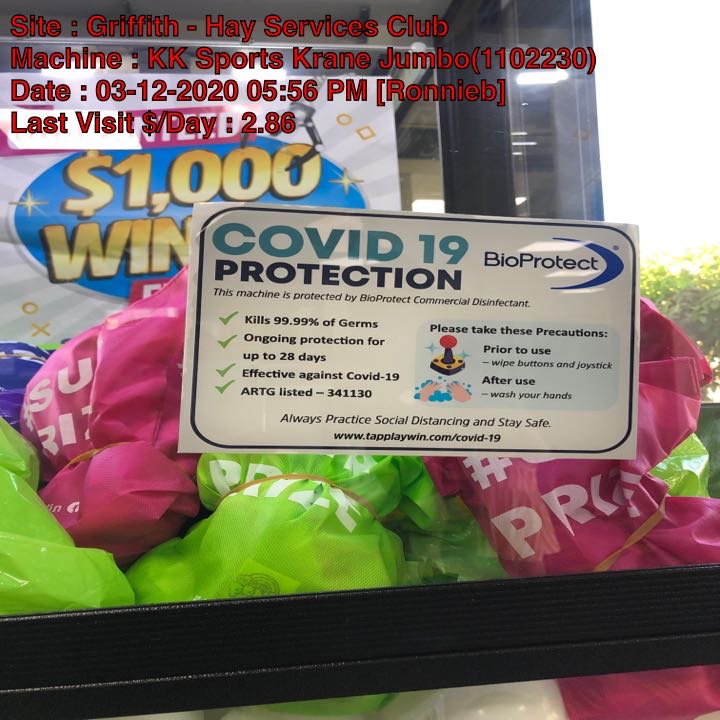 Site : Griffith - Hay Services Club
Machine : KK Sports Krane Jumbo(1102230)
Date : 03-12-2020 05:56 PM [Ronnieb]
Last Visit $/Day : 2.86
$1,000
WIN
COVID 19
PROTECTION
BioProtect®
This machine is protected by BioProtect Commercial Disinfectant.
Kills 99.99% of Germs
Ongoing protection for
up to 28 days
Effective against Covid-19
ARTG listed – 341130
Please take these Precautions:
Prior to use
– wipe buttons and joystick
After use
– wash your hands
Always Practice Social Distancing and Stay Safe.
www.tapplaywin.com/covid-19
#SU
PRIZE
PRIZE